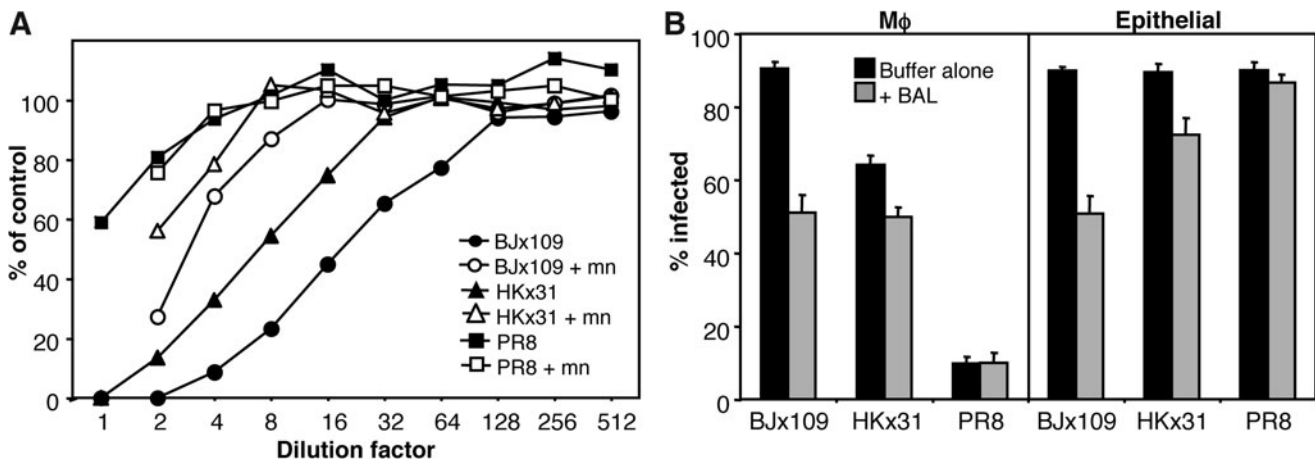 A
% of control
100
80
60
40
20
0
1 2 4 8 16 32 64 128 256 512
Dilution factor
BJx109
BJx109 + mn
HKx31
HKx31 + mn
PR8
PR8 + mn
B
Mϕ Epithelial
% infected
100
80
60
40
20
0
Buffer alone
+ BAL
BJx109 HKx31 PR8 BJx109 HKx31 PR8